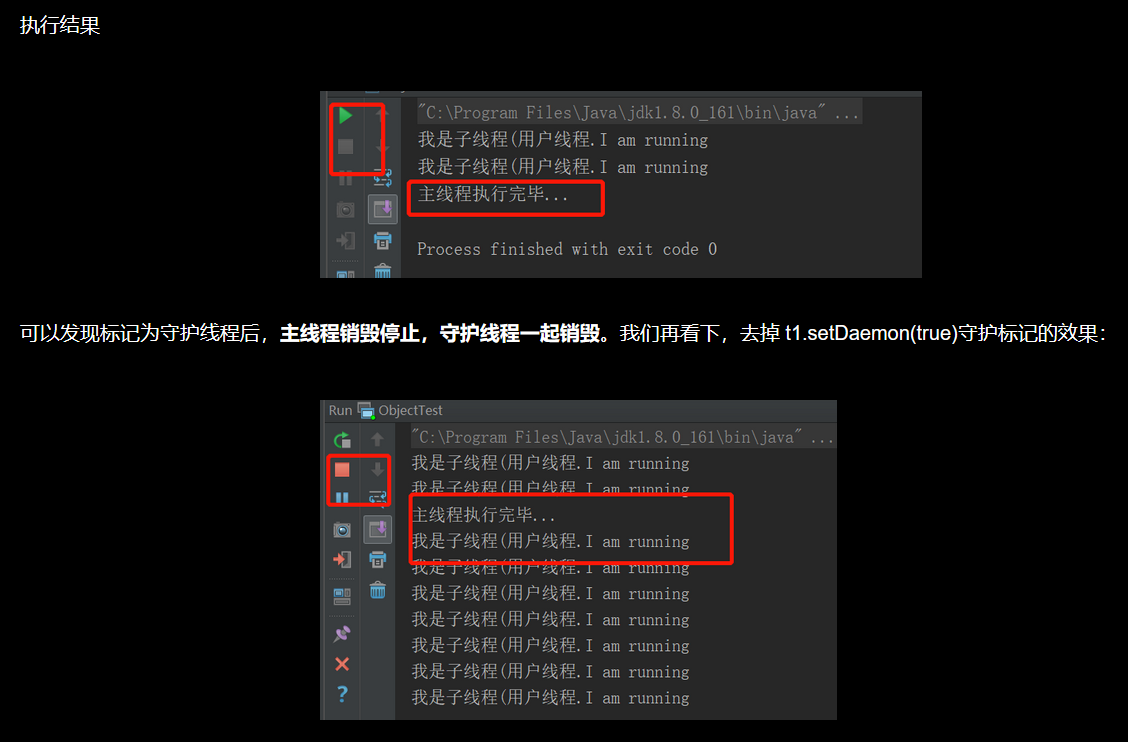 执行结果
"C:\Program Files\Java\jdk1.8.0_161\bin\java" ...
我是子线程(用户线程.I am running
我是子线程(用户线程.I am running
主线程执行完毕...
Process finished with exit code 0
可以发现标记为守护线程后，主线程销毁停止，守护线程一起销毁。我们再看下，去掉 t1.setDaemon(true)守护标记的效果：
Run ObjectTest
"C:\Program Files\Java\jdk1.8.0_161\bin\java" ...
我是子线程(用户线程.I am running
我是子线程(用户线程.I am running
主线程执行完毕...
我是子线程(用户线程.I am running
我是子线程(用户线程.I am running
我是子线程(用户线程.I am running
我是子线程(用户线程.I am running
我是子线程(用户线程.I am running
我是子线程(用户线程.I am running
我是子线程(用户线程.I am running